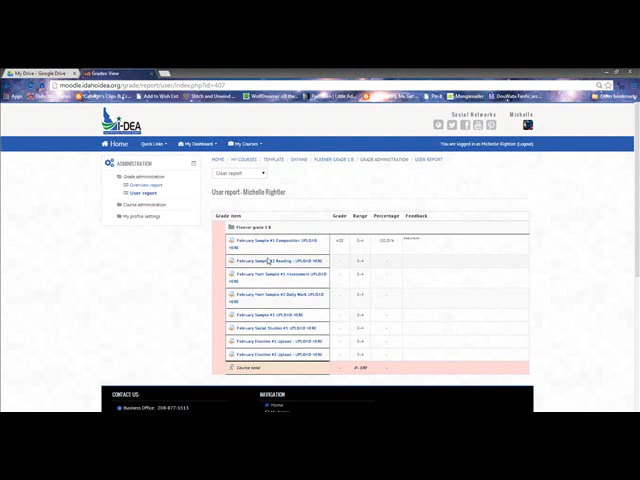 My Drive - Google Drive
Grades: View
moodle.idahoidea.org/grade/report/user/index.php?id=407
Apps
Add to Wish List
Stitch and Unwind
Pin It
Mangareader
Other bookmarks
I-DEA
Social Networks
Michelle
Home
Quick Links
My Dashboard
My Courses
You are logged in as Michelle Rightler (Logout)
ADMINISTRATION
Grade administration
Overview report
User report
Course administration
My profile settings
HOME / MY COURSES / TEMPLATE / GWYNNE / FLEENER GRADE 1 B / GRADE ADMINISTRATION / USER REPORT
User report
User report - Michelle Rightler
Grade item Grade Range Percentage Feedback
Fleener grade 1 B
February Sample #1 Composition UPLOAD HERE 4.00 0–4 100.00 %
February Sample #2 Reading - UPLOAD HERE - 0–4 -
February Math Sample #1 Assessment UPLOAD HERE - 0–4 -
February Math Sample #2 Daily Work UPLOAD HERE - 0–4 -
February Sample #1 UPLOAD HERE - 0–4 -
February Social Studies #1 UPLOAD HERE - 0–4 -
February Elective #1 Upload - UPLOAD HERE - 0–4 -
February Elective #2 Upload - UPLOAD HERE - 0–4 -
Course total - 0–100 -
CONTACT US:
Business Office: 208-877-1513
NAVIGATION
Home